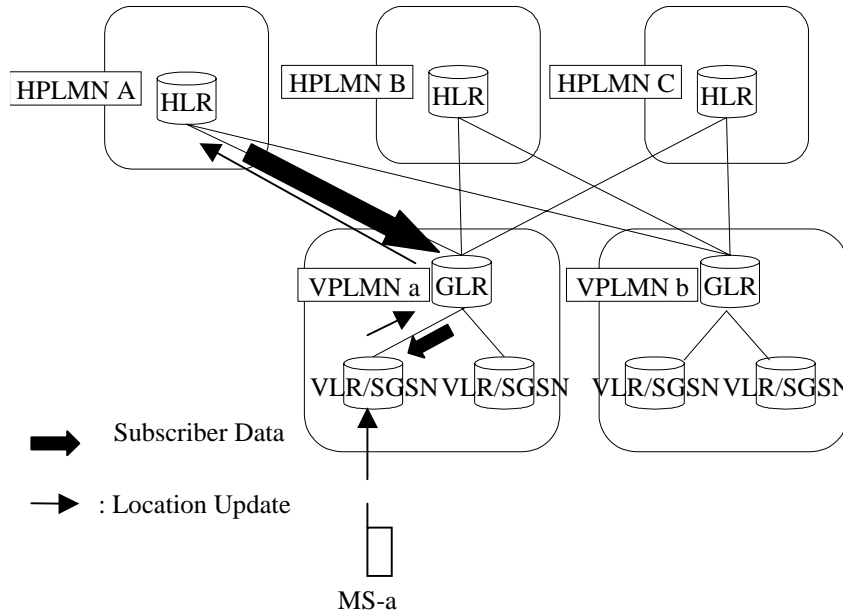 HPLMN A
HLR
HPLMN B
HLR
HPLMN C
HLR
VPLMN a
GLR
VPLMN b
GLR
VLR/SGSN
VLR/SGSN
VLR/SGSN
VLR/SGSN
Subscriber Data
: Location Update
MS-a